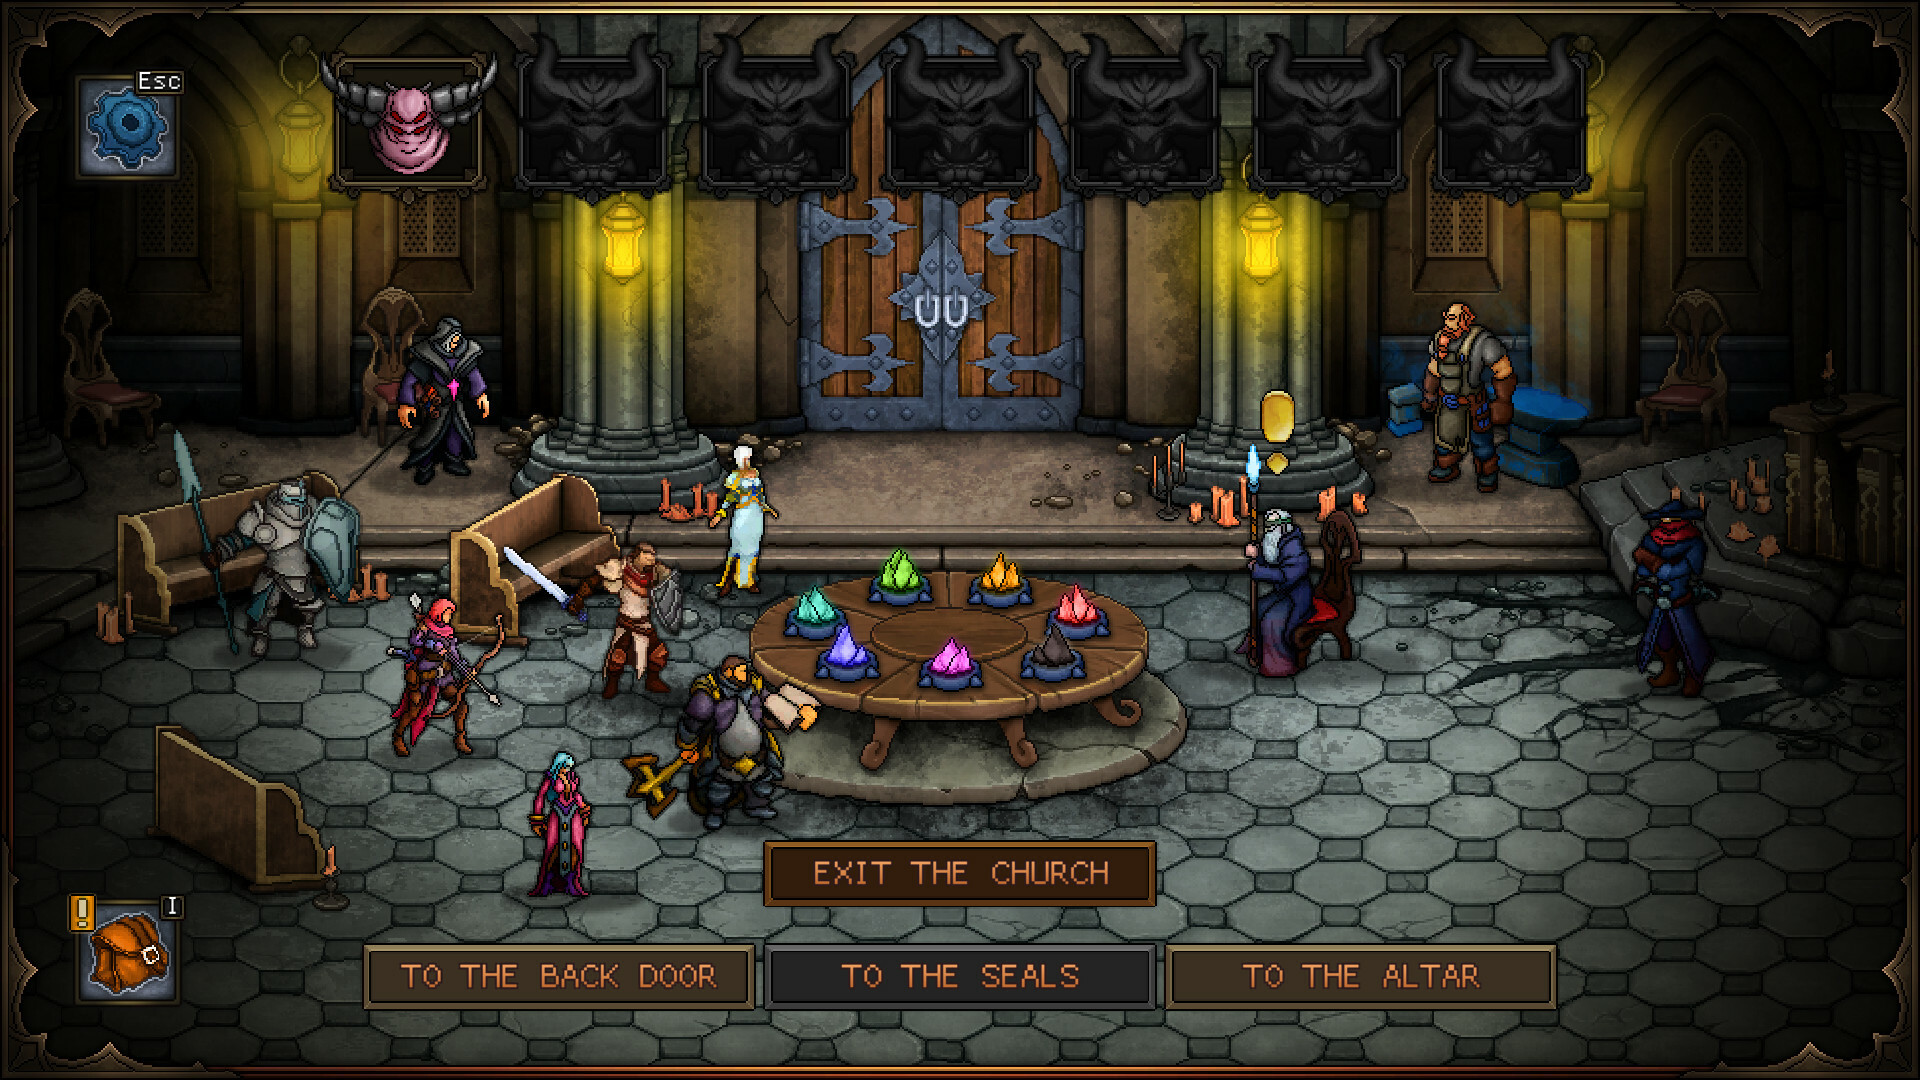 Esc
EXIT THE CHURCH
I
TO THE BACK DOOR
TO THE SEALS
TO THE ALTAR